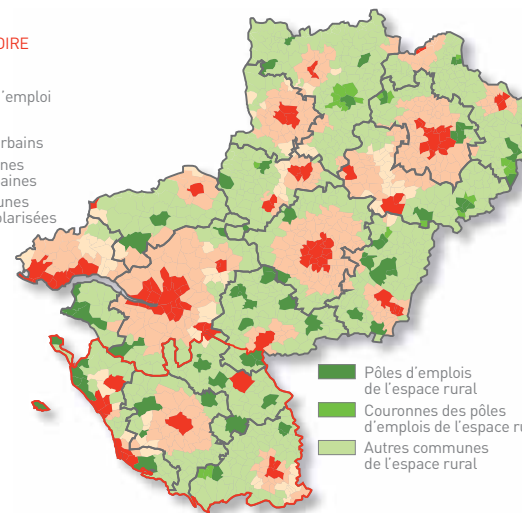 OIRE
'emploi
rbains
nes
aines
unes
olarisées
Pôles d'emplois
de l'espace rural
Couronnes des pôles
d'emplois de l'espace ru
Autres communes
de l'espace rural